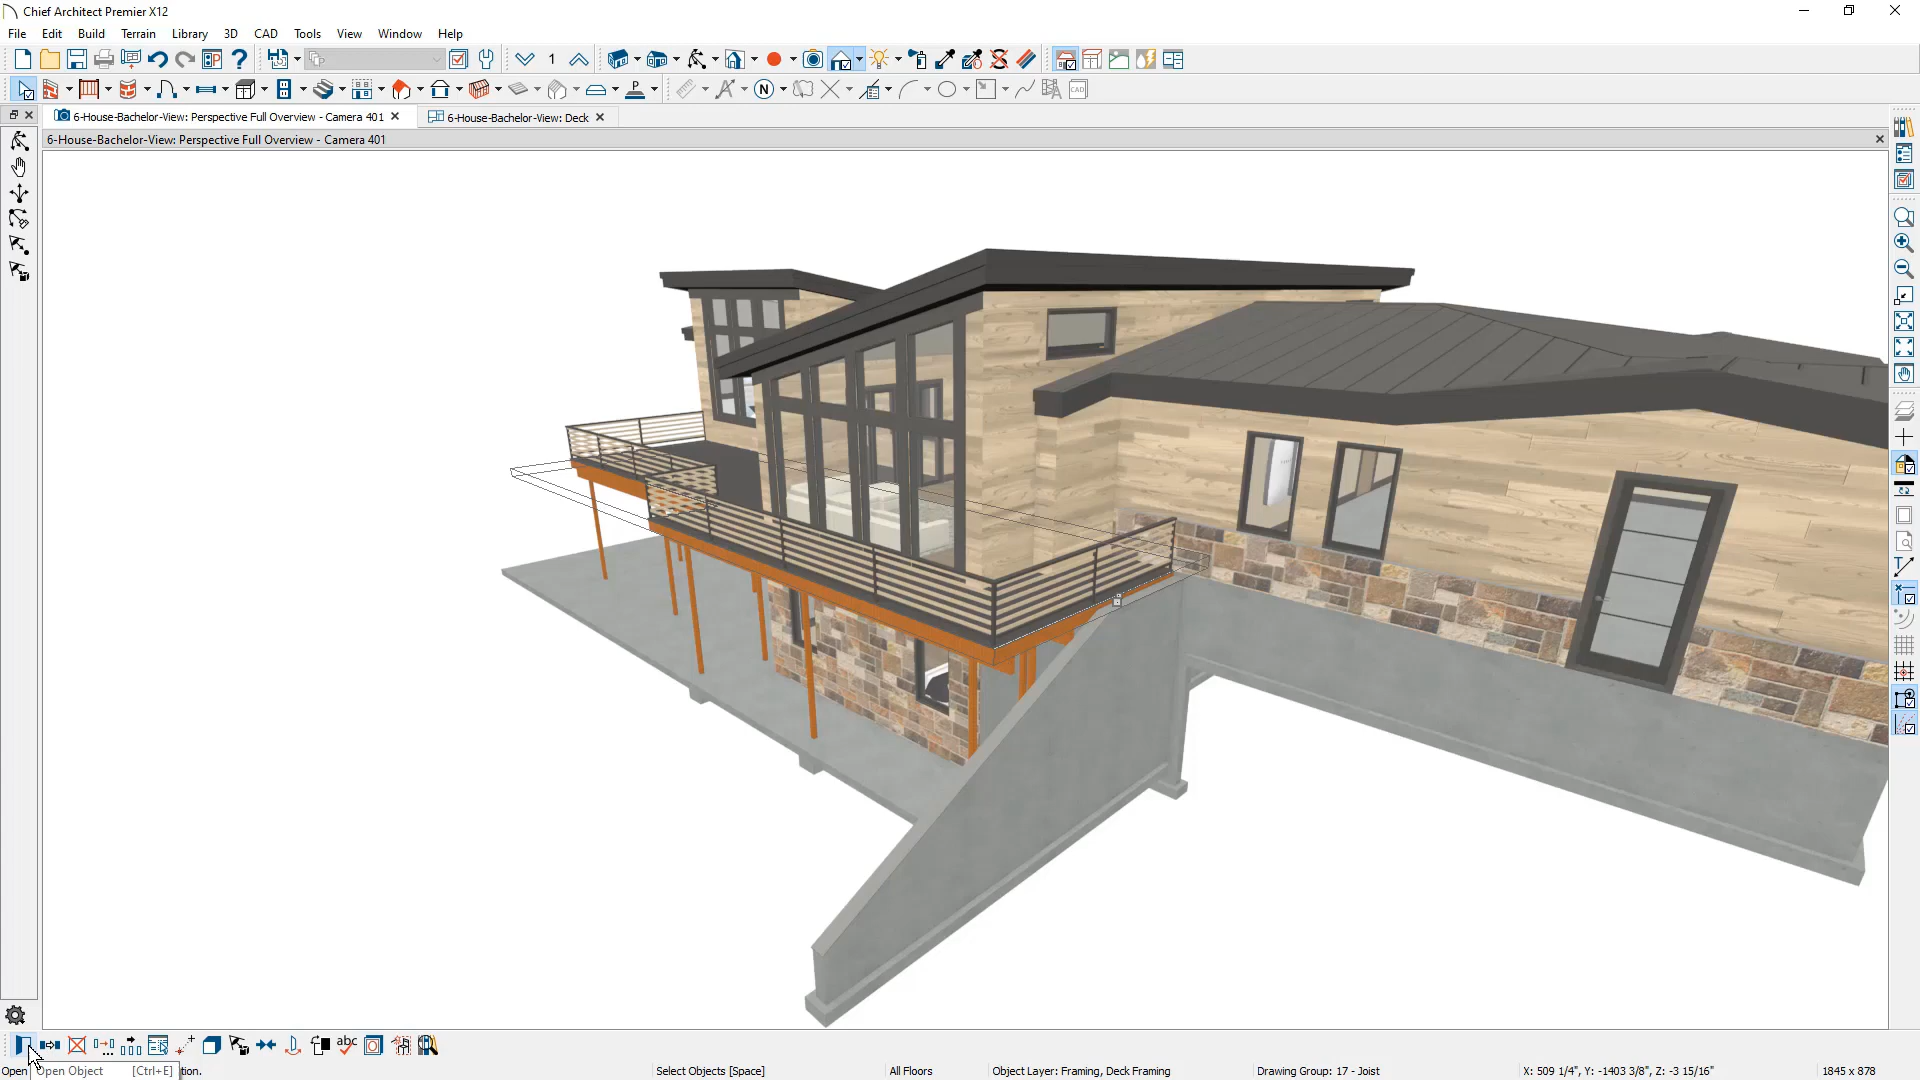 Chief Architect Premier X12
File Edit Build Terrain Library 3D CAD Tools View Window Help
1
N
P
CAD
6-House-Bachelor-View: Perspective Full Overview - Camera 401
6-House-Bachelor-View: Deck
6-House-Bachelor-View: Perspective Full Overview - Camera 401
abc
Open Object [Ctrl+E]
Open
tion.
Select Objects [Space]
All Floors
Object Layer: Framing, Deck Framing
Drawing Group: 17 - Joist
X: 509 1/4", Y: -1403 3/8", Z: -3 15/16"
1845 x 878